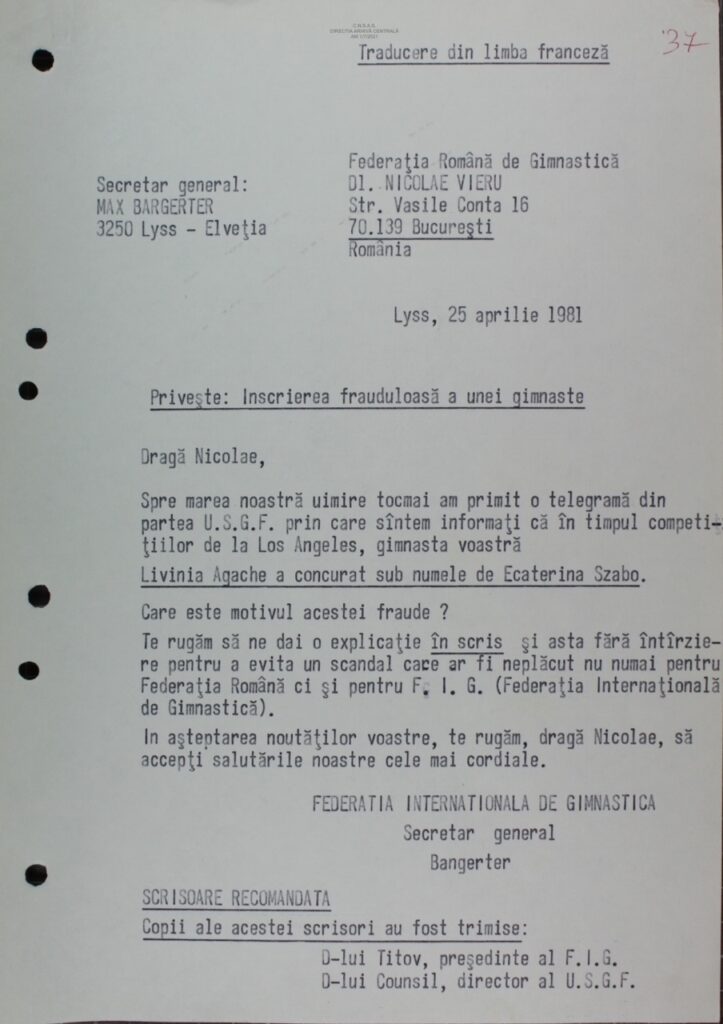 C.N.S.A.S.
DIRECȚIA ARHIVĂ CENTRALĂ
Traducere din limba franceză
37
Federaţia Română de Gimnastică
Secretar general:
Dl. NICOLAE VIERU
MAX BARGERTER
Str. Vasile Conta 16
3250 Lyss - Elveţia
70.139 Bucureşti
România
Lyss, 25 aprilie 1981
Priveşte: Inscrierea frauduloasă a unei gimnaste
Dragă Nicolae,
Spre marea noastră uimire tocmai am primit o telegramă din
partea U.S.G.F. prin care sîntem informaţi că în timpul competi-
ţiilor de la Los Angeles, gimnasta voastră
Livinia Agache a concurat sub numele de Ecaterina Szabo.
Care este motivul acestei fraude ?
Te rugăm să ne dai o explicaţie în scris şi asta fără întîrzie-
re pentru a evita un scandal care ar fi neplăcut nu numai pentru
Federaţia Română ci şi pentru F. I. G. (Federaţia Internaţională
de Gimnastică).
In aşteptarea noutăţilor voastre, te rugăm, dragă Nicolae, să
accepţi salutările noastre cele mai cordiale.
FEDERATIA INTERNATIONALA DE GIMNASTICA
Secretar general
Bangerter
SCRISOARE RECOMANDATA
Copii ale acestei scrisori au fost trimise:
D-lui Titov, preşedinte al F.I.G.
D-lui Counsil, director al U.S.G.F.